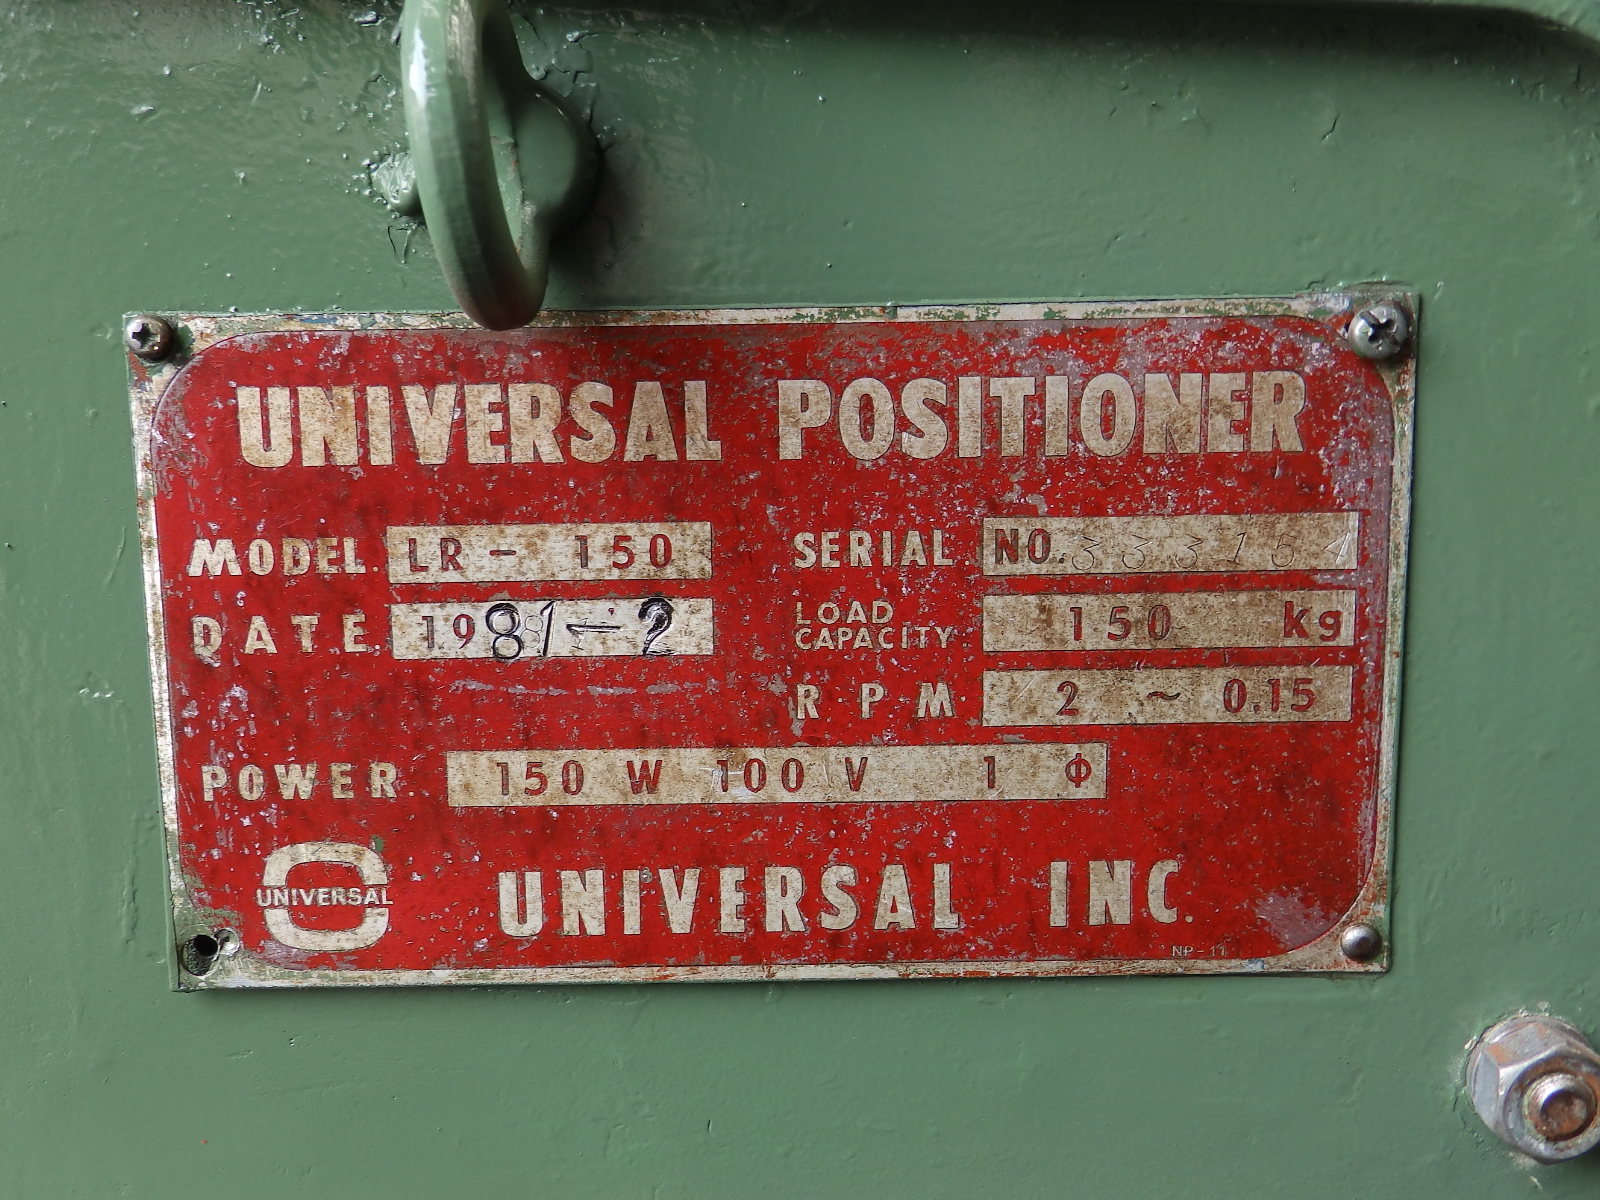 UNIVERSAL POSITIONER
MODEL. LR - 150 SERIAL NO. 333151
DATE. 1981-2 LOAD CAPACITY 150 kg
R P M 2 ~ 0.15
POWER. 150 W 100 V 1 Φ
UNIVERSAL UNIVERSAL INC.
NP-11